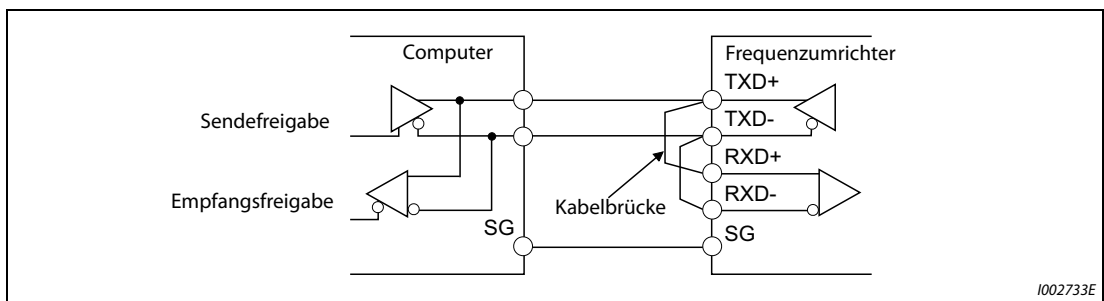 Computer
Frequenzumrichter
TXD+
Sendefreigabe
TXD-
RXD+
Empfangsfreigabe
Kabelbrücke
RXD-
SG
SG
I002733E